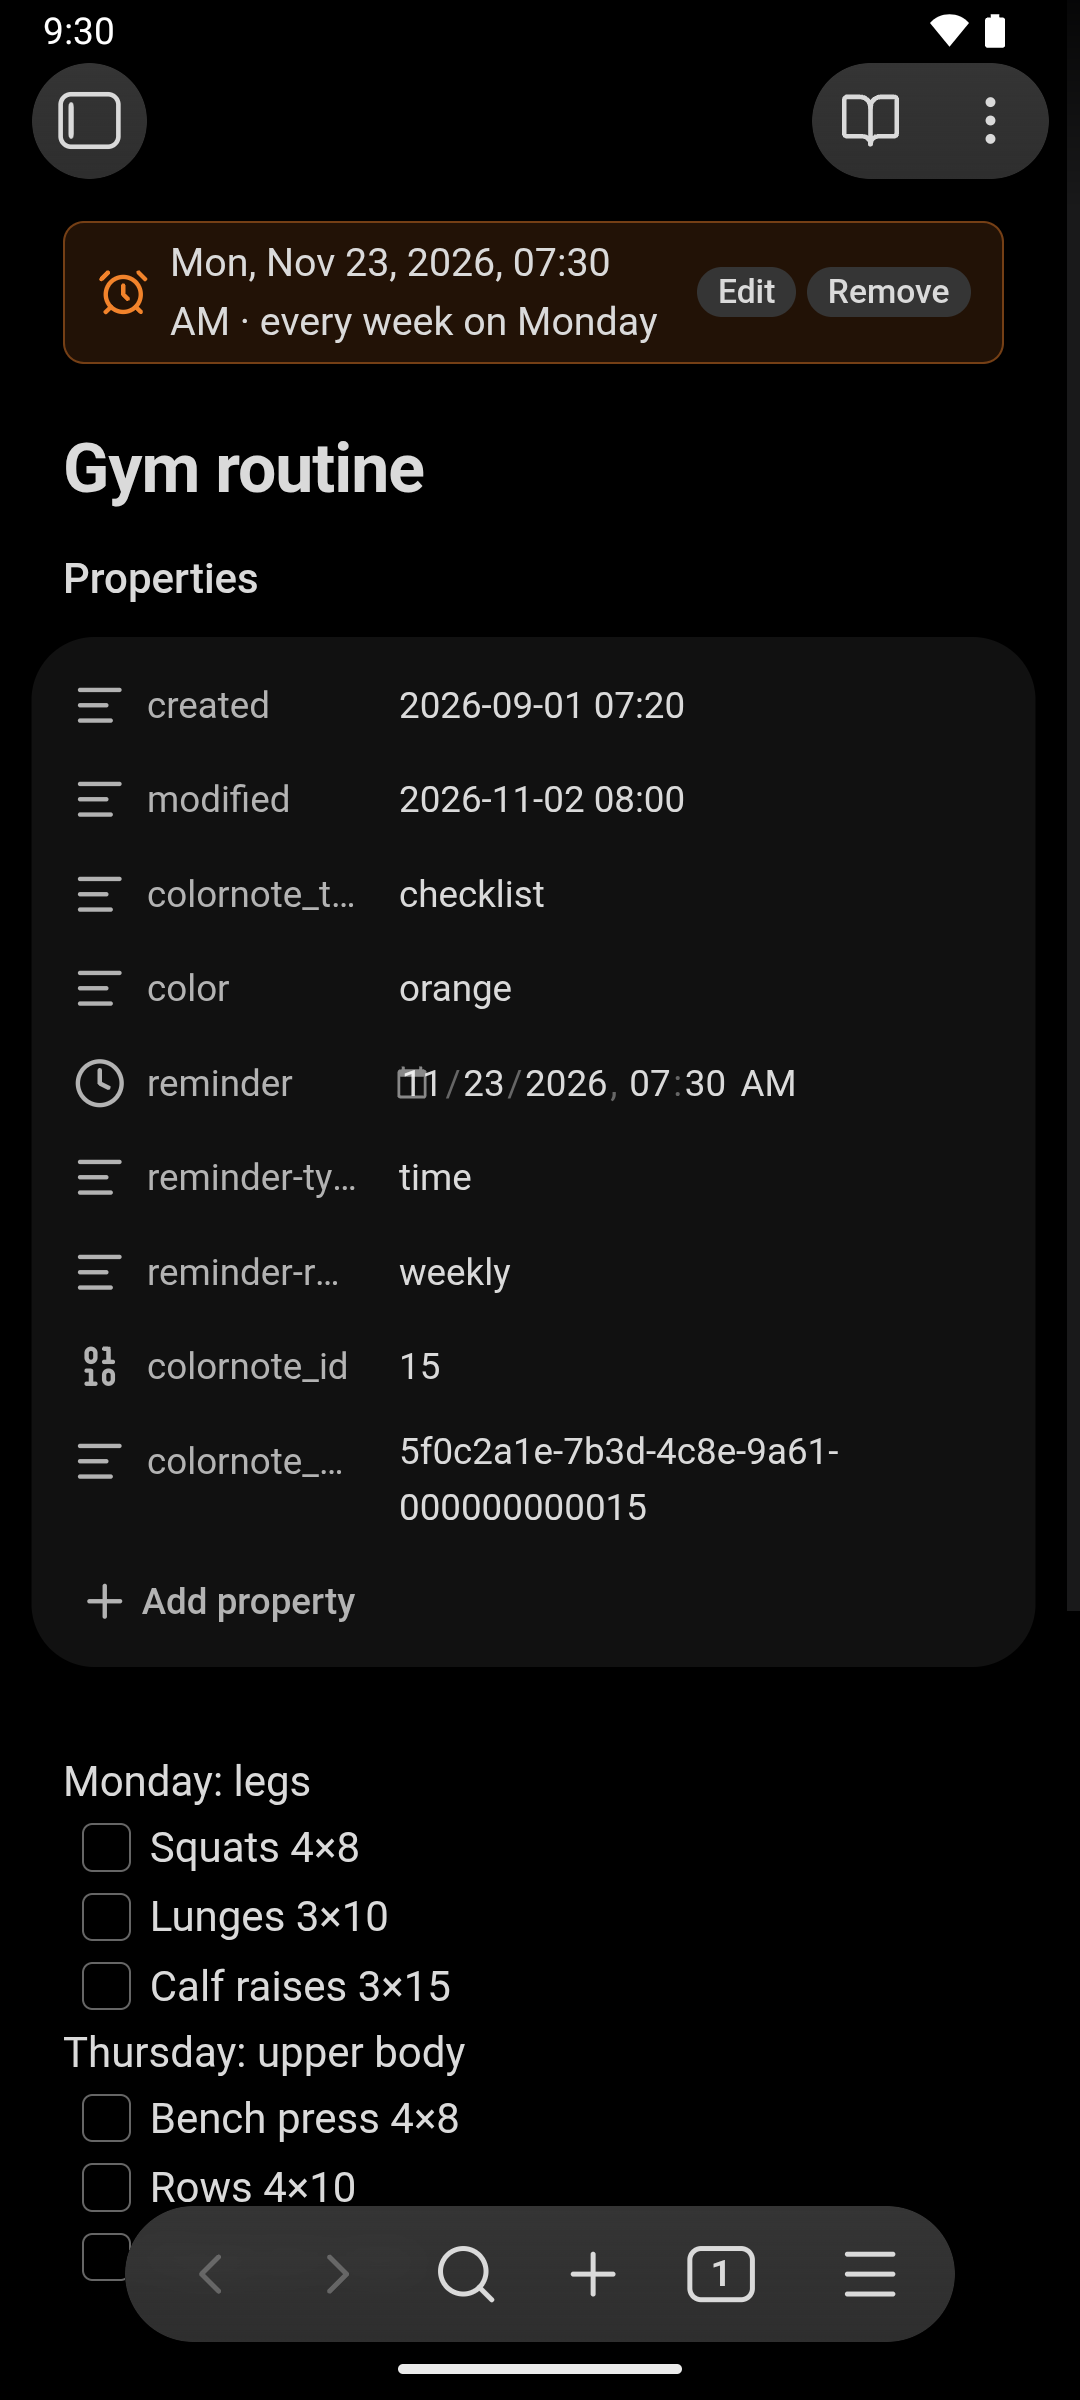 9:30
Mon, Nov 23, 2026, 07:30
AM · every week on Monday
Edit
Remove
Gym routine
Properties
created 2026-09-01 07:20
modified 2026-11-02 08:00
colornote_t... checklist
color orange
reminder 11/23/2026, 07:30 AM
reminder-ty... time
reminder-r... weekly
colornote_id 15
colornote_... 5f0c2a1e-7b3d-4c8e-9a61-
000000000015
Add property
Monday: legs
Squats 4×8
Lunges 3×10
Calf raises 3×15
Thursday: upper body
Bench press 4×8
Rows 4×10
1